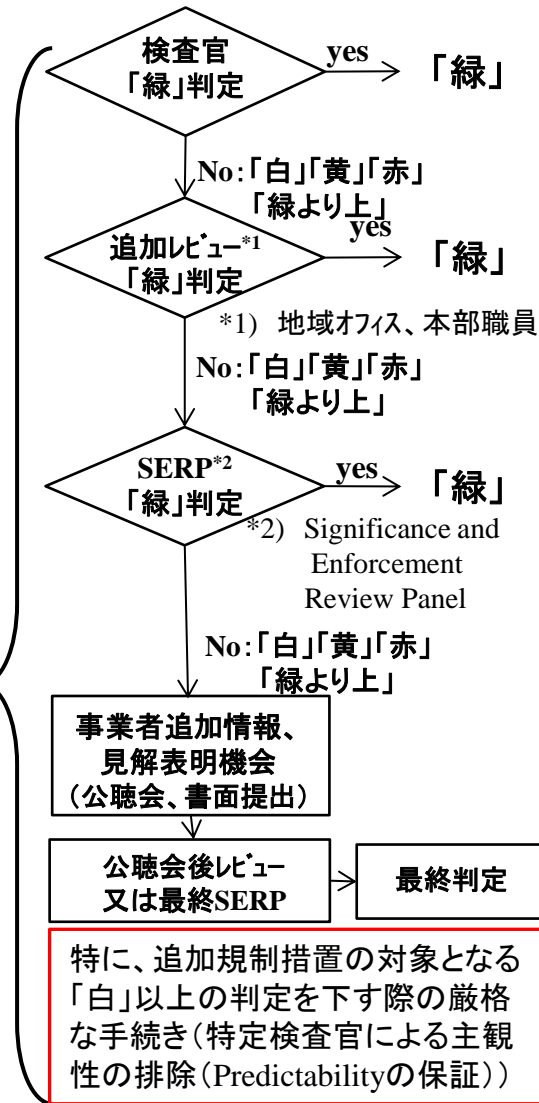 検査官
「緑」判定
yes
「緑」
No:「白」「黄」「赤」
「緑より上」
追加レビュー*1
「緑」判定
yes
「緑」
*1) 地域オフィス、本部職員
No:「白」「黄」「赤」
「緑より上」
SERP*2
「緑」判定
yes
「緑」
*2) Significance and
Enforcement
Review Panel
No:「白」「黄」「赤」
「緑より上」
事業者追加情報、
見解表明機会
(公聴会、書面提出)
公聴会後レビュー
又は最終SERP
最終判定
特に、追加規制措置の対象となる
「白」以上の判定を下す際の厳格
な手続き(特定検査官による主観
性の排除(Predictabilityの保証))